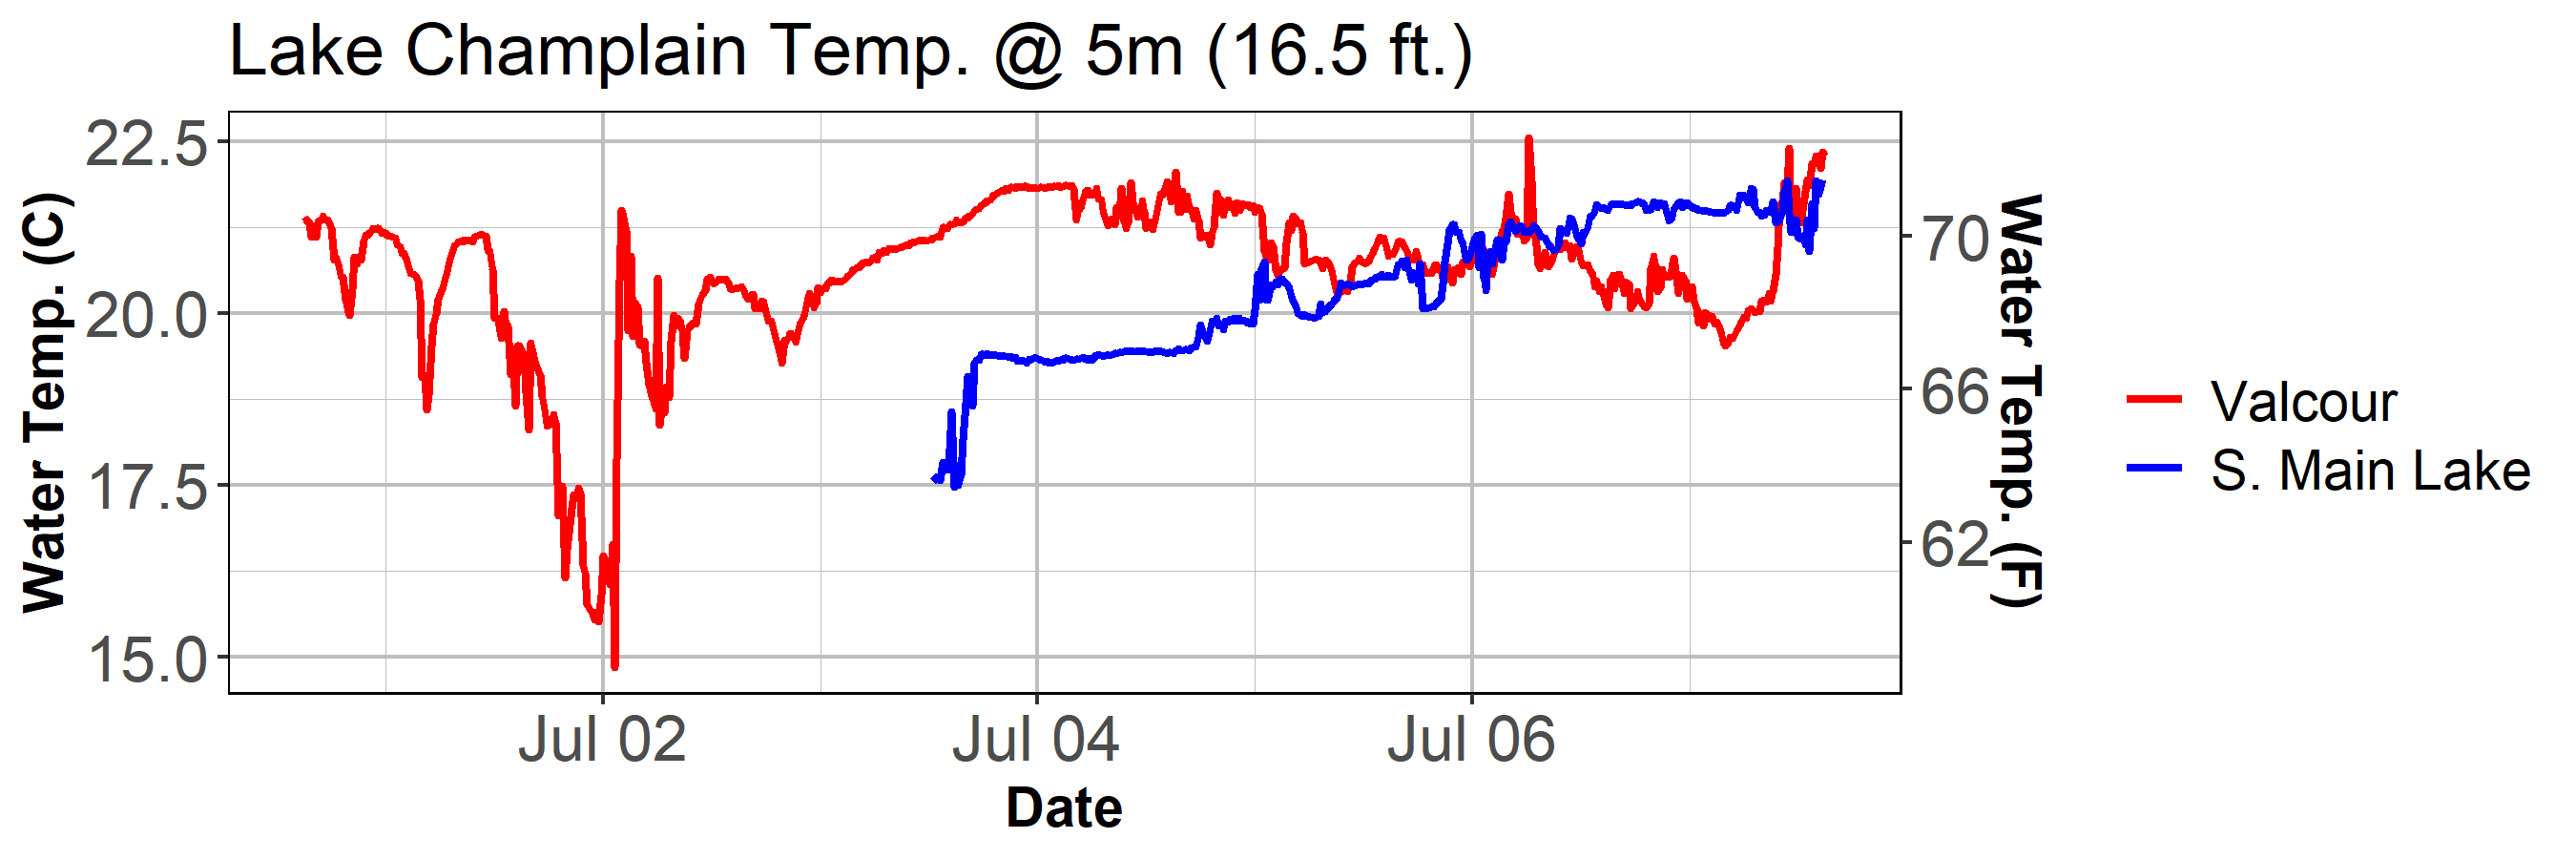 Lake Champlain Temp. @ 5m (16.5 ft.)
Water Temp. (C)
22.5
20.0
17.5
15.0
Jul 02
Jul 04
Jul 06
Date
70
66
62
Water Temp. (F)
Valcour
S. Main Lake